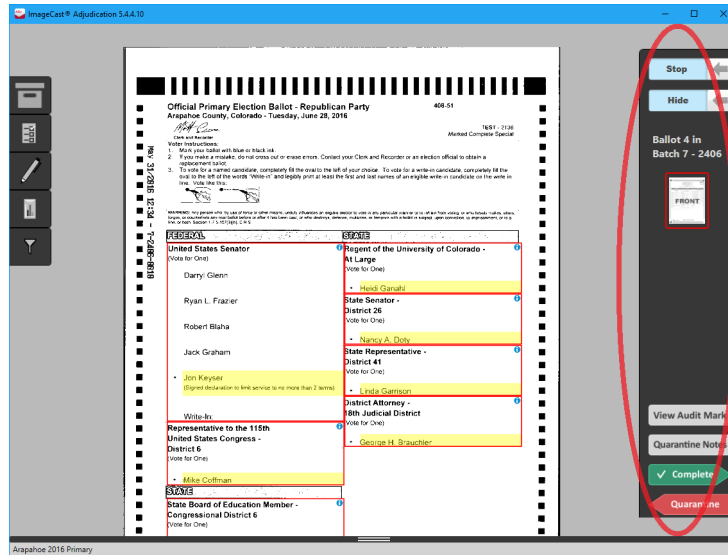 ImageCast® Adjudication 5.4.4.10
Official Primary Election Ballot - Republican Party
408-51
Arapahoe County, Colorado - Tuesday, June 28, 2016
TEST - 2136
Marked Complete Special
Clerk and Recorder
Voter Instructions:
1. Mark your ballot with blue or black ink.
2. If you make a mistake, do not cross out or erase errors. Contact your Clerk and Recorder or an election official to obtain a
replacement ballot.
3. To vote for a named candidate, completely fill the oval to the left of your choice. To vote for a write-in candidate, completely fill the
oval to the left of the words "Write-in" and legibly print at least the first and last names of an eligible write-in candidate on the write in
line. Vote like this:
FEDERAL
United States Senator
(Vote for One)
Darryl Glenn
Ryan L. Frazier
Robert Blaha
Jack Graham
Jon Keyser
(Signed declaration to limit service to no more than 2 terms)
Write-In:
Representative to the 115th
United States Congress -
District 6
(Vote for One)
Mike Coffman
STATE
State Board of Education Member -
Congressional District 6
(Vote for One)
STATE
Regent of the University of Colorado -
At Large
(Vote for One)
Heidi Ganahl
State Senator -
District 26
(Vote for One)
Nancy A. Doty
State Representative -
District 41
(Vote for One)
Linda Garrison
District Attorney -
18th Judicial District
(Vote for One)
George H. Brauchler
Stop
Hide
Ballot 4 in
Batch 7 - 2406
FRONT
View Audit Mark
Quarantine Notes
Complete
Quarantine
Arapahoe 2016 Primary